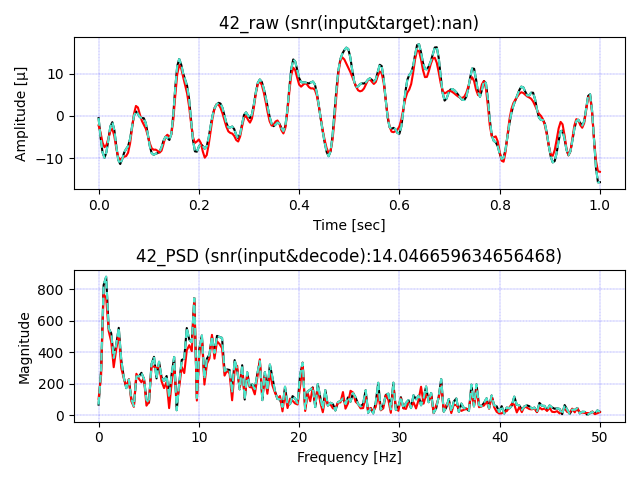 42_raw (snr(input&target):nan)
Amplitude [µ]
10
0
−10
0.0 0.2 0.4 0.6 0.8 1.0
Time [sec]
42_PSD (snr(input&decode):14.046659634656468)
Magnitude
800
600
400
200
0
0 10 20 30 40 50
Frequency [Hz]